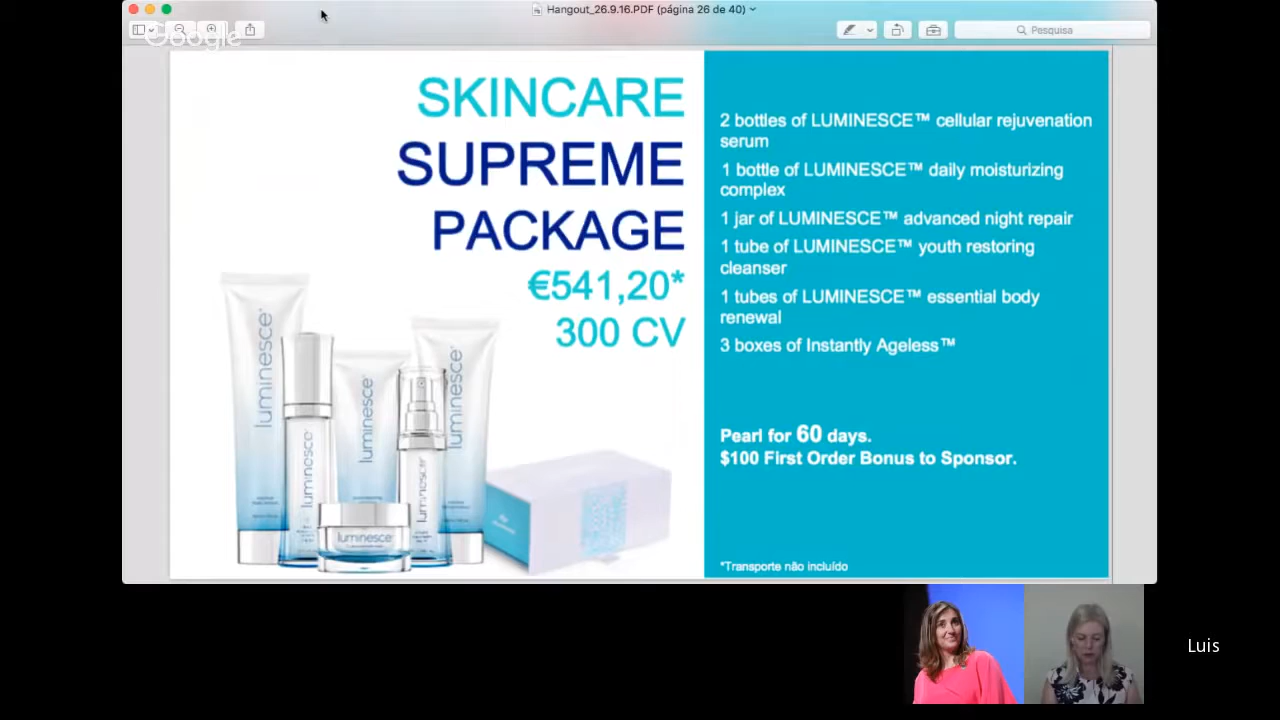 Hangout_26.9.16.PDF (página 26 de 40)
Google
Pesquisa
SKINCARE
SUPREME
PACKAGE
€541,20*
300 CV
luminesce
luminesce
luminesce
luminesce
luminesce
luminesce
2 bottles of LUMINESCE™ cellular rejuvenation
serum
1 bottle of LUMINESCE™ daily moisturizing
complex
1 jar of LUMINESCE™ advanced night repair
1 tube of LUMINESCE™ youth restoring
cleanser
1 tubes of LUMINESCE™ essential body
renewal
3 boxes of Instantly Ageless™
Pearl for 60 days.
$100 First Order Bonus to Sponsor.
*Transporte não incluído
Luis